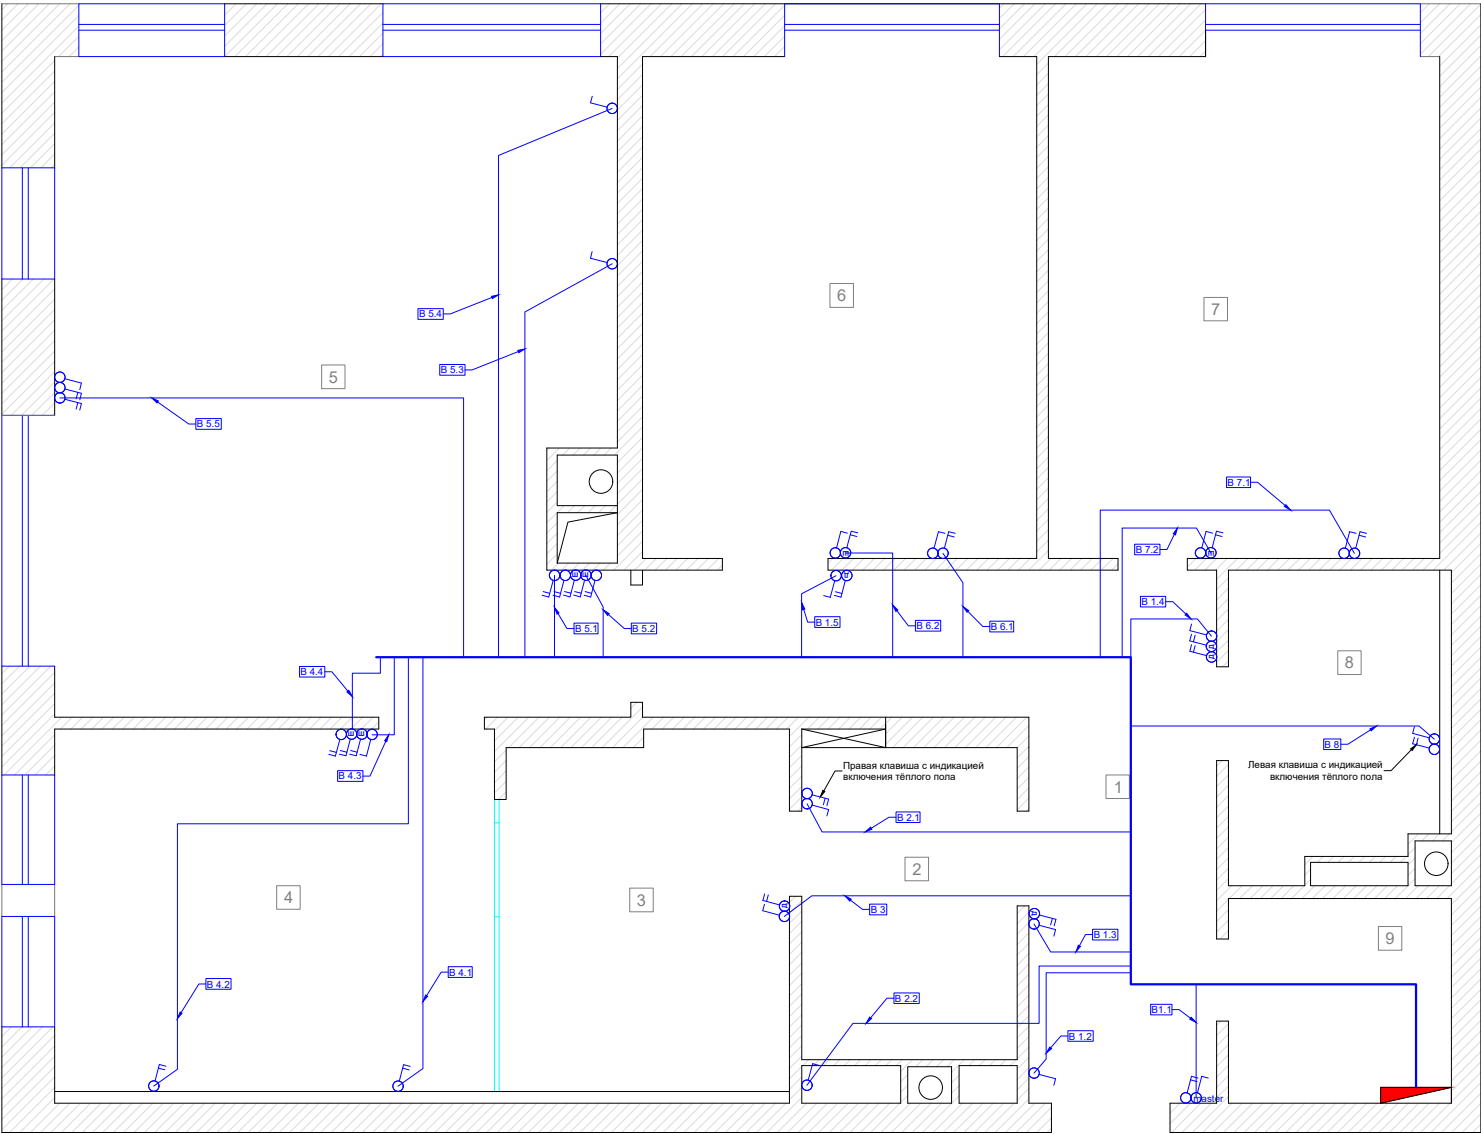 6
7
B 5.4
B 5.3
5
B 5.5
B 7.1
B 7.2
B 1.4
B 5.1
B 5.2
B 1.5
B 6.2
B 6.1
8
B 4.4
B 8
B 4.3
Правая клавиша с индикацией
включения тёплого пола
Левая клавиша с индикацией
включения тёплого пола
1
B 2.1
2
4
3
B 3
B 1.3
9
B 4.1
B 4.2
B 2.2
B1.1
B 1.2
master